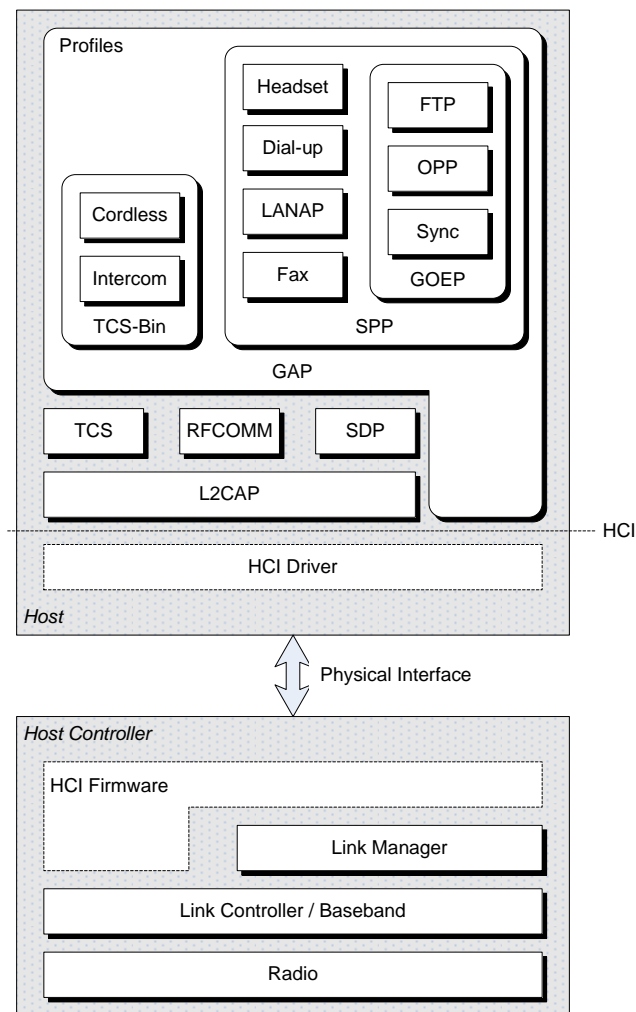 Profiles
Headset
FTP
Dial-up
OPP
Cordless
LANAP
Sync
Intercom
Fax
GOEP
TCS-Bin
SPP
GAP
TCS
RFCOMM
SDP
L2CAP
HCI
HCI Driver
Host
Physical Interface
Host Controller
HCI Firmware
Link Manager
Link Controller / Baseband
Radio